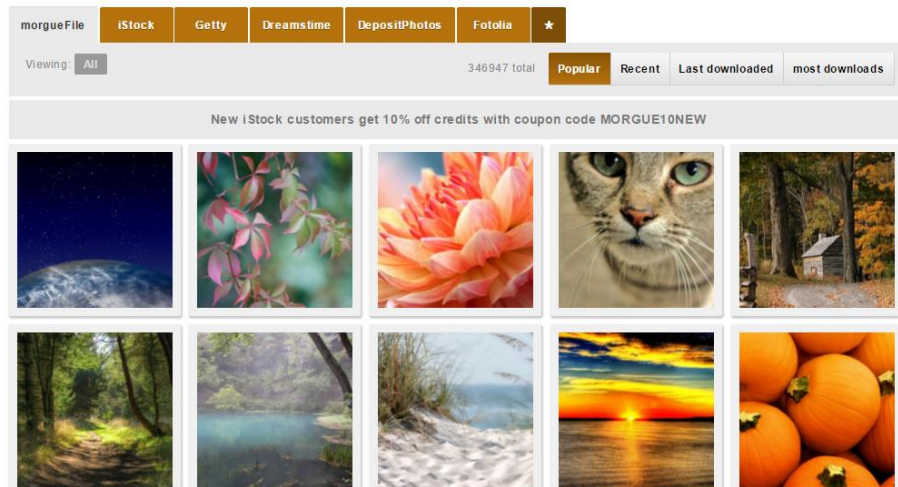 morgueFile iStock Getty Dreamstime DepositPhotos Fotolia ★
Viewing: All 346947 total Popular Recent Last downloaded most downloads
New iStock customers get 10% off credits with coupon code MORGUE10NEW